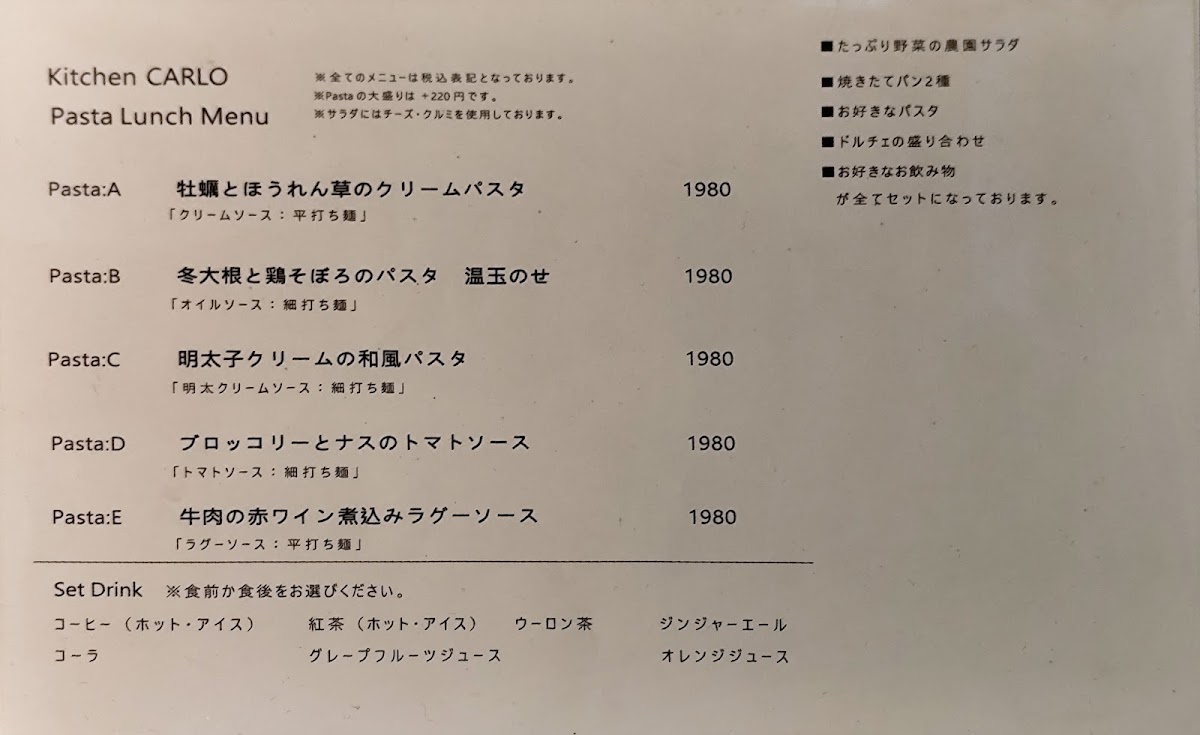 Kitchen CARLO
Pasta Lunch Menu
※全てのメニューは税込表記となっております。
※Pastaの大盛りは +220円です。
※サラダにはチーズ・クルミを使用しております。
■たっぷり野菜の農園サラダ
■焼きたてパン2種
■お好きなパスタ
■ドルチェの盛り合わせ
■お好きなお飲み物
が全てセットになっております。
Pasta:A 牡蠣とほうれん草のクリームパスタ 1980
「クリームソース：平打ち麺」
Pasta:B 冬大根と鶏そぼろのパスタ 温玉のせ 1980
「オイルソース：細打ち麺」
Pasta:C 明太子クリームの和風パスタ 1980
「明太クリームソース：細打ち麺」
Pasta:D ブロッコリーとナスのトマトソース 1980
「トマトソース：細打ち麺」
Pasta:E 牛肉の赤ワイン煮込みラグーソース 1980
「ラグーソース：平打ち麺」
Set Drink ※食前か食後をお選びください。
コーヒー（ホット・アイス） 紅茶（ホット・アイス） ウーロン茶 ジンジャーエール
コーラ グレープフルーツジュース オレンジジュース